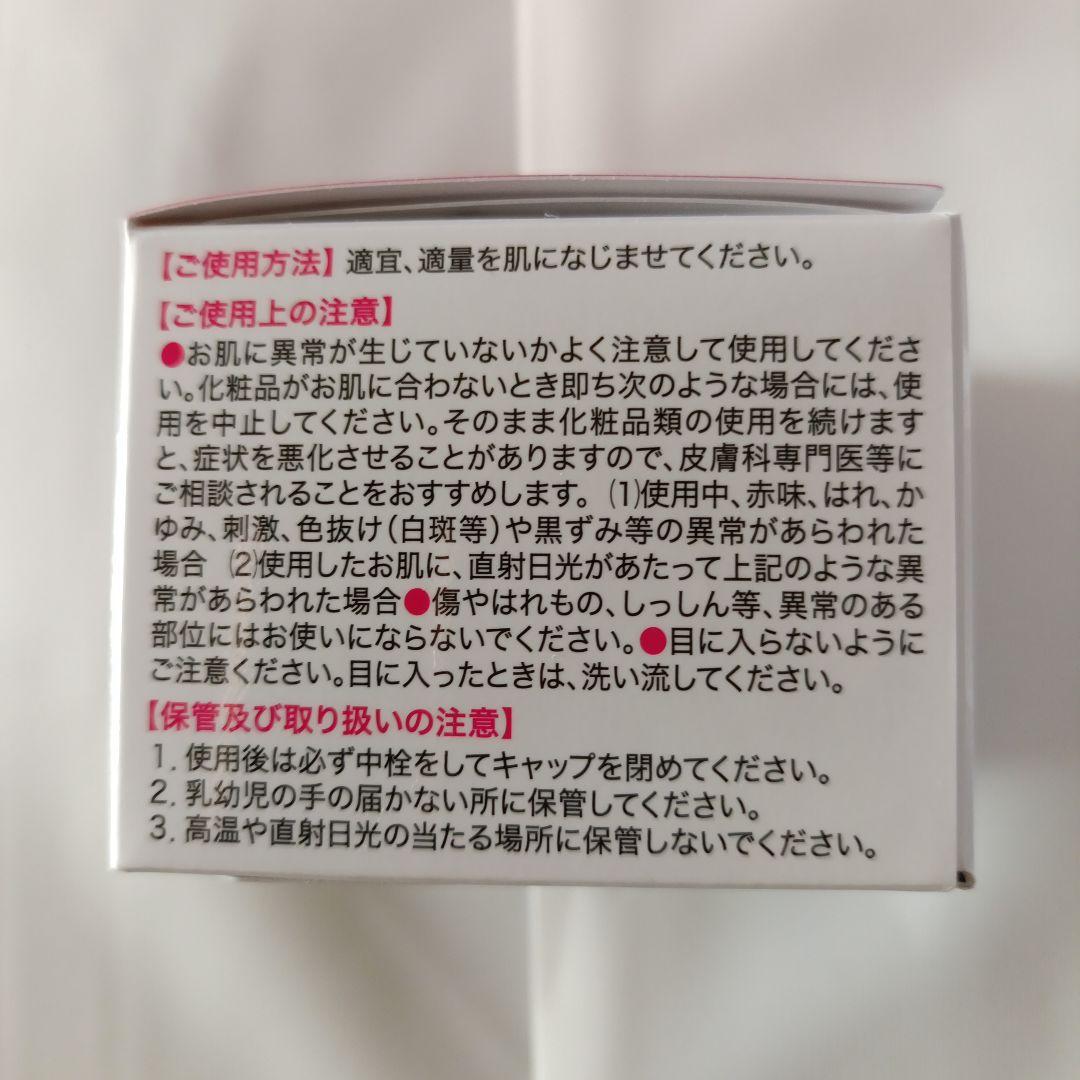 【ご使用方法】適宜、適量を肌になじませてください。
【ご使用上の注意】
●お肌に異常が生じていないかよく注意して使用してくださ
い。化粧品がお肌に合わないとき即ち次のような場合には、使
用を中止してください。そのまま化粧品類の使用を続けます
と、症状を悪化させることがありますので、皮膚科専門医等に
ご相談されることをおすすめします。⑴使用中、赤味、はれ、か
ゆみ、刺激、色抜け(白斑等)や黒ずみ等の異常があらわれた
場合 ⑵使用したお肌に、直射日光があたって上記のような異
常があらわれた場合●傷やはれもの、しっしん等、異常のある
部位にはお使いにならないでください。●目に入らないように
ご注意ください。目に入ったときは、洗い流してください。
【保管及び取り扱いの注意】
1. 使用後は必ず中栓をしてキャップを閉めてください。
2. 乳幼児の手の届かない所に保管してください。
3. 高温や直射日光の当たる場所に保管しないでください。